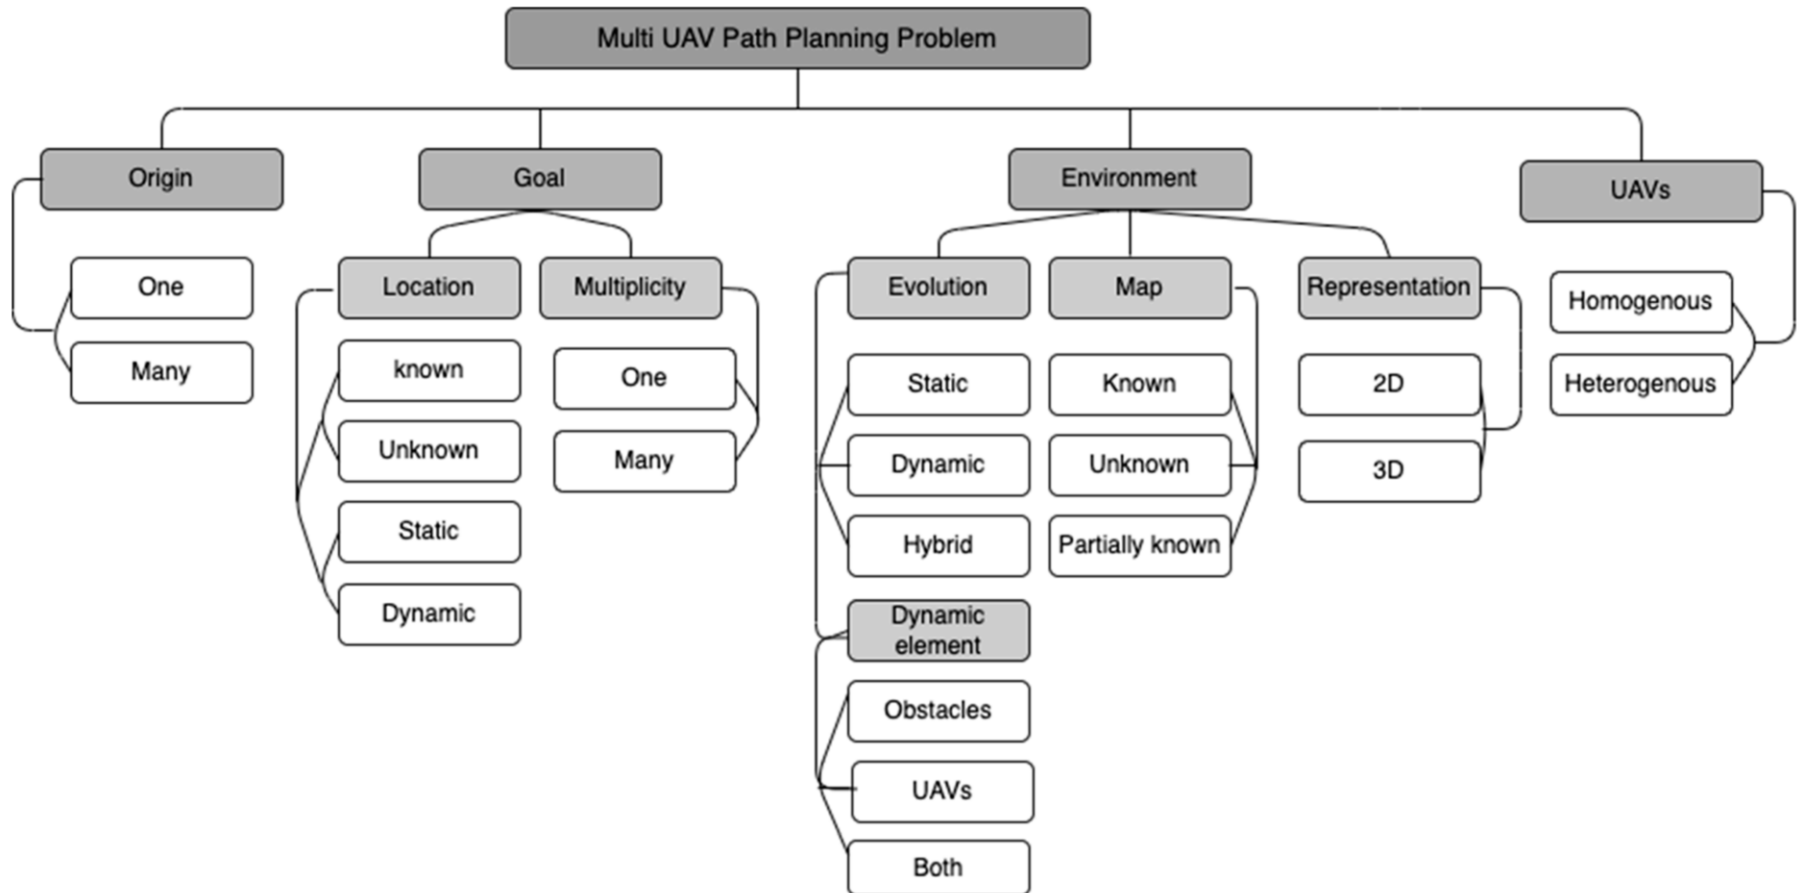 Multi UAV Path Planning Problem
Origin
Goal
Environment
UAVs
One
Many
Location
Multiplicity
known
Unknown
Static
Dynamic
One
Many
Evolution
Map
Representation
Static
Dynamic
Hybrid
Dynamic
element
Obstacles
UAVs
Both
Known
Unknown
Partially known
2D
3D
Homogenous
Heterogenous